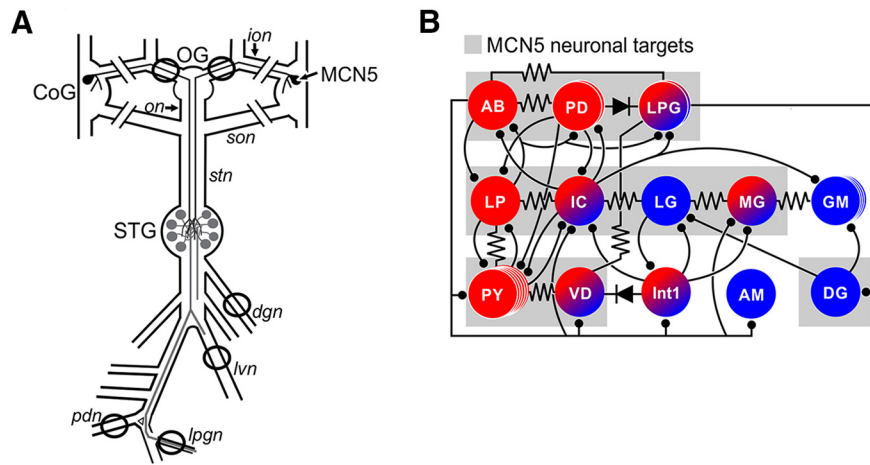 A
ion
OG
MCN5
CoG
on
son
stn
STG
dgn
lvn
pdn
lpgn
B
MCN5 neuronal targets
AB PD LPG
LP IC LG MG GM
PY VD Int1 AM DG